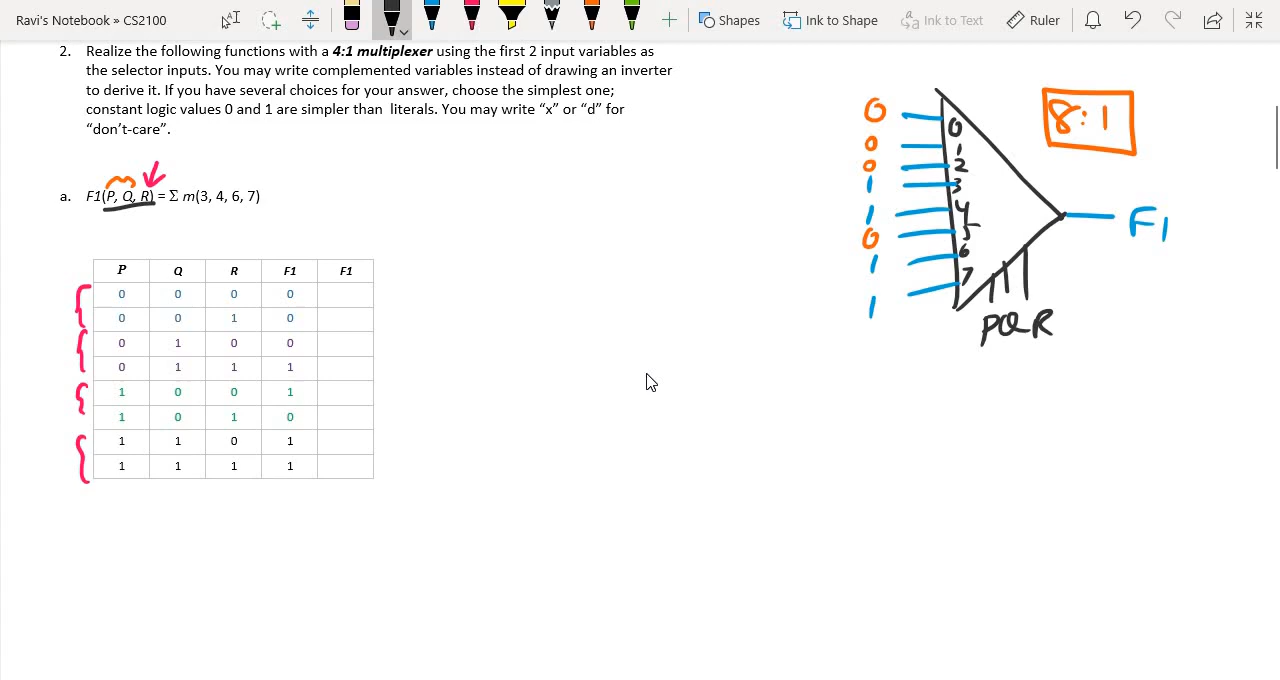 Ravi's Notebook » CS2100
Shapes
Ink to Shape
Ink to Text
Ruler
2. Realize the following functions with a 4:1 multiplexer using the first 2 input variables as
the selector inputs. You may write complemented variables instead of drawing an inverter
to derive it. If you have several choices for your answer, choose the simplest one;
constant logic values 0 and 1 are simpler than literals. You may write “x” or “d” for
“don’t-care”.
a. F1(P, Q, R) = Σ m(3, 4, 6, 7)
P Q R F1 F1
0 0 0 0
0 0 1 0
0 1 0 0
0 1 1 1
1 0 0 1
1 0 1 0
1 1 0 1
1 1 1 1
8:1
0 0
0 1
0 2
1 3
1 4
0 5
1 6
1 7
F1
PQR